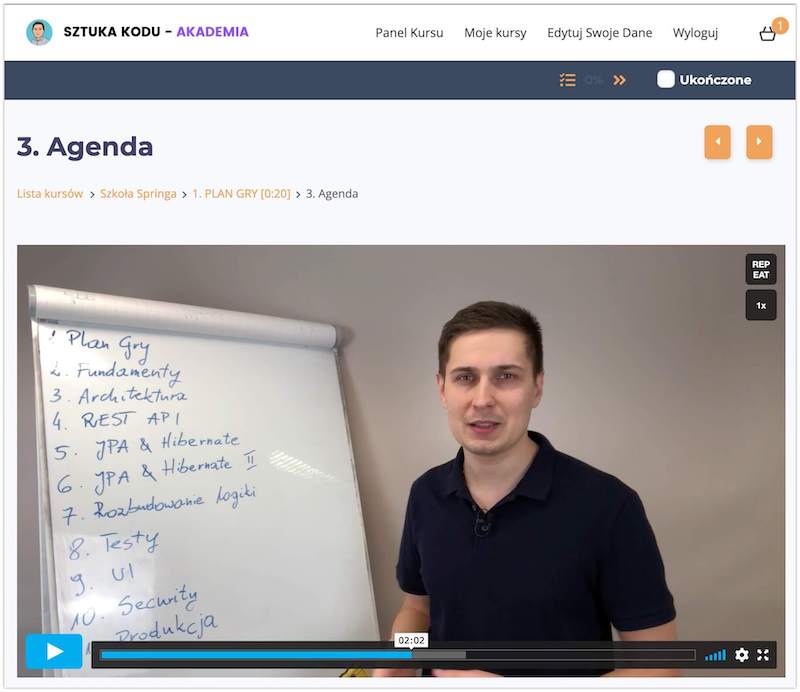 SZTUKA KODU - AKADEMIA
Panel Kursu
Moje kursy
Edytuj Swoje Dane
Wyloguj
1
0%
Ukończone
3. Agenda
Lista kursów > Szkoła Springa > 1. PLAN GRY [0:20] > 3. Agenda
REP
EAT
1x
1 Plan Gry
2. Fundamenty
3. Architektura
4. REST API
5. JPA & Hibernate
6. JPA & Hibernate II
7. Rozbudowanie logiki
8. Testy
9. UI
10. Security
Produkcja
02:02